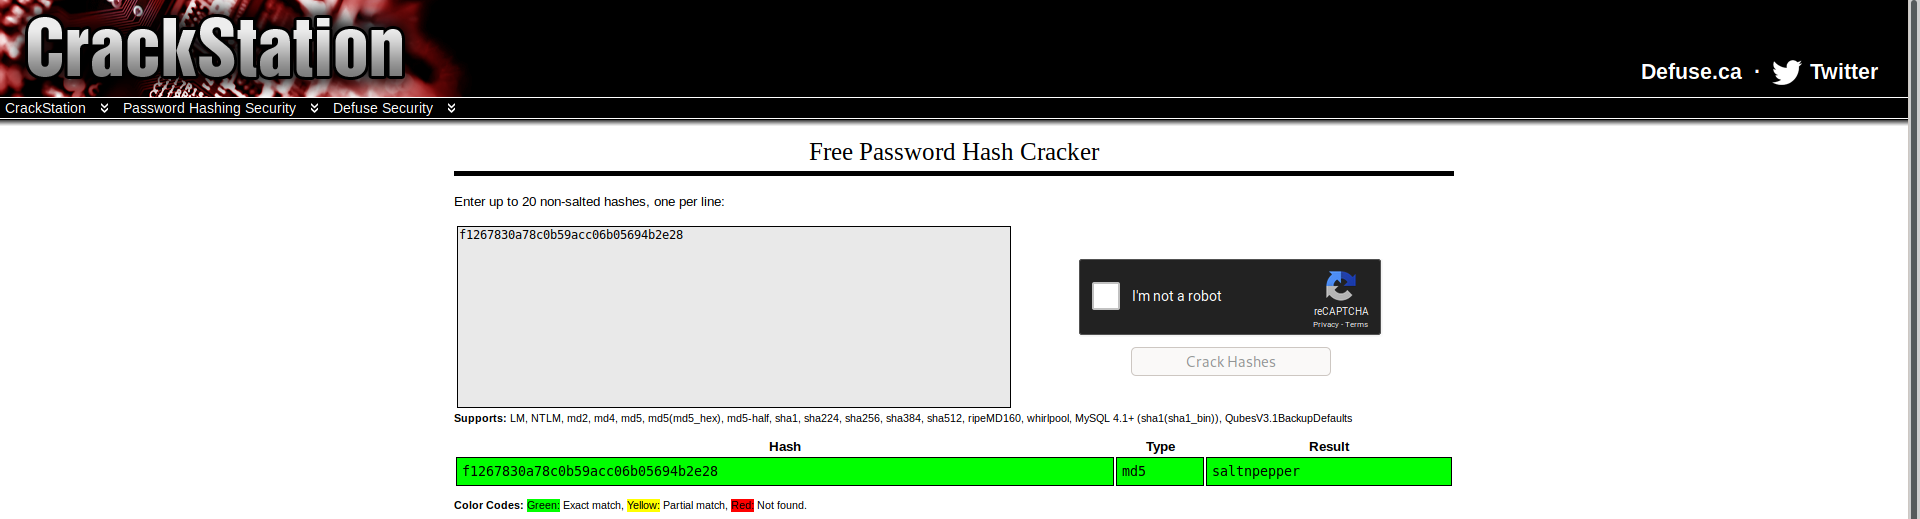 CrackStation
Defuse.ca · Twitter
CrackStation Password Hashing Security Defuse Security
Free Password Hash Cracker
Enter up to 20 non-salted hashes, one per line:
f1267830a78c0b59acc06b05694b2e28
I'm not a robot
reCAPTCHA
Privacy - Terms
Crack Hashes
Supports: LM, NTLM, md2, md4, md5, md5(md5_hex), md5-half, sha1, sha224, sha256, sha384, sha512, ripeMD160, whirlpool, MySQL 4.1+ (sha1(sha1_bin)), QubesV3.1BackupDefaults
Hash Type Result
f1267830a78c0b59acc06b05694b2e28 md5 saltnpepper
Color Codes: Green: Exact match, Yellow: Partial match, Red: Not found.